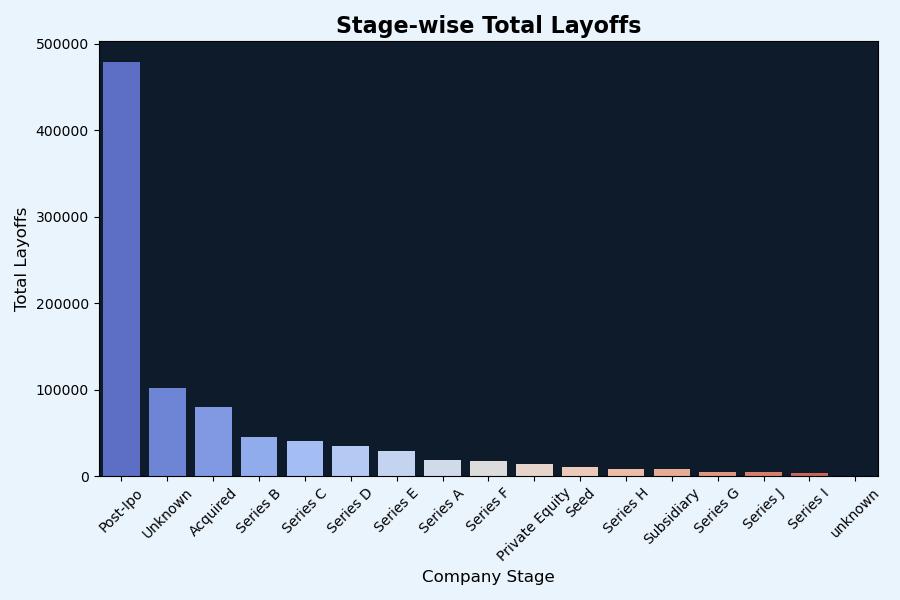 Stage-wise Total Layoffs
500000
400000
300000
200000
100000
0
Total Layoffs
Post-Ipo
Unknown
Acquired
Series B
Series C
Series D
Series E
Series A
Series F
Private Equity
Seed
Series H
Subsidiary
Series G
Series J
Series I
unknown
Company Stage